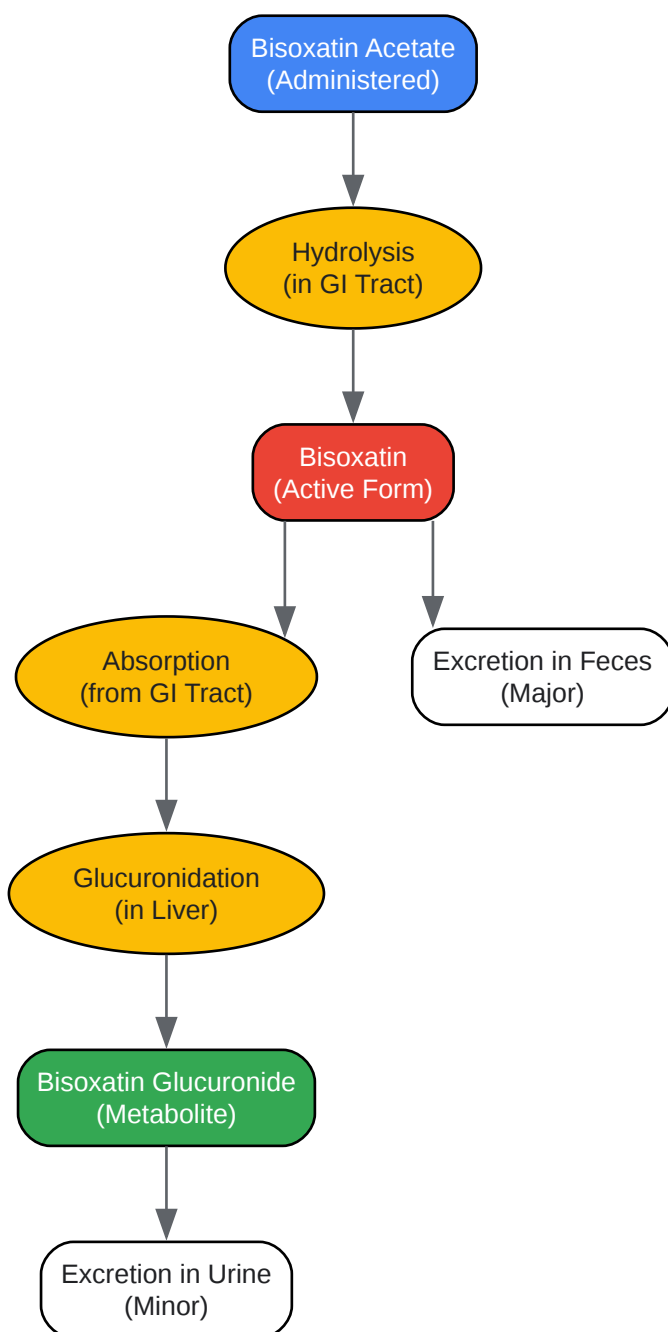 Bisoxatin Acetate
(Administered)
Hydrolysis
(in GI Tract)
Bisoxatin
(Active Form)
Absorption
(from GI Tract)
Excretion in Feces
(Major)
Glucuronidation
(in Liver)
Bisoxatin Glucuronide
(Metabolite)
Excretion in Urine
(Minor)